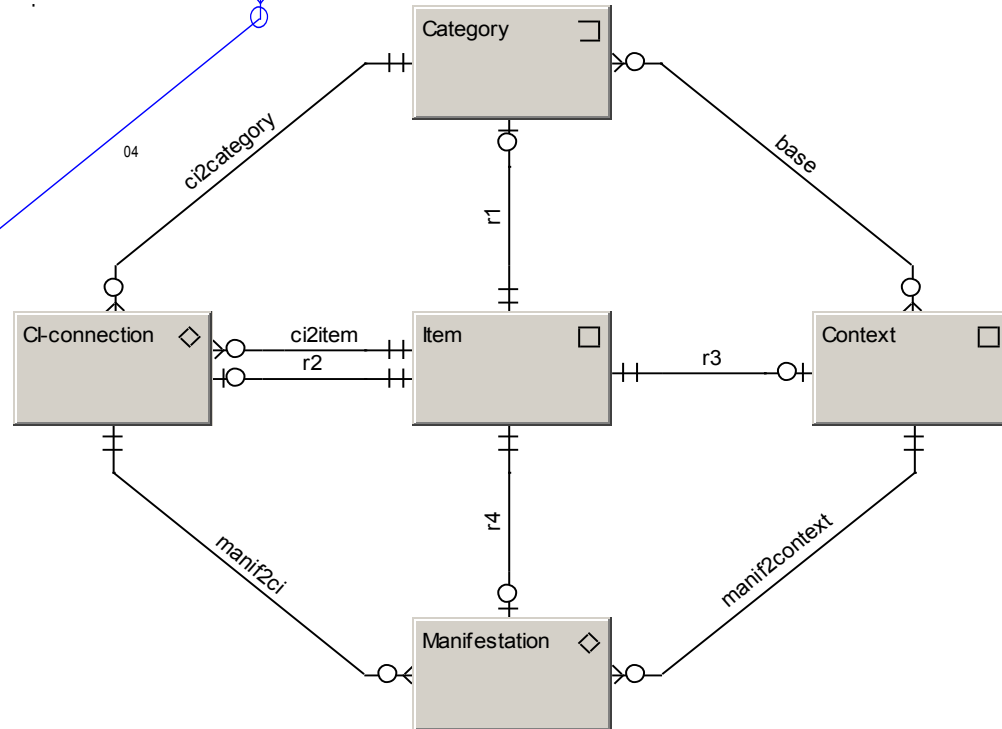 Category
04
ci2category
base
r1
CI-connection
ci2item
r2
Item
r3
Context
r4
manif2ci
manif2context
Manifestation